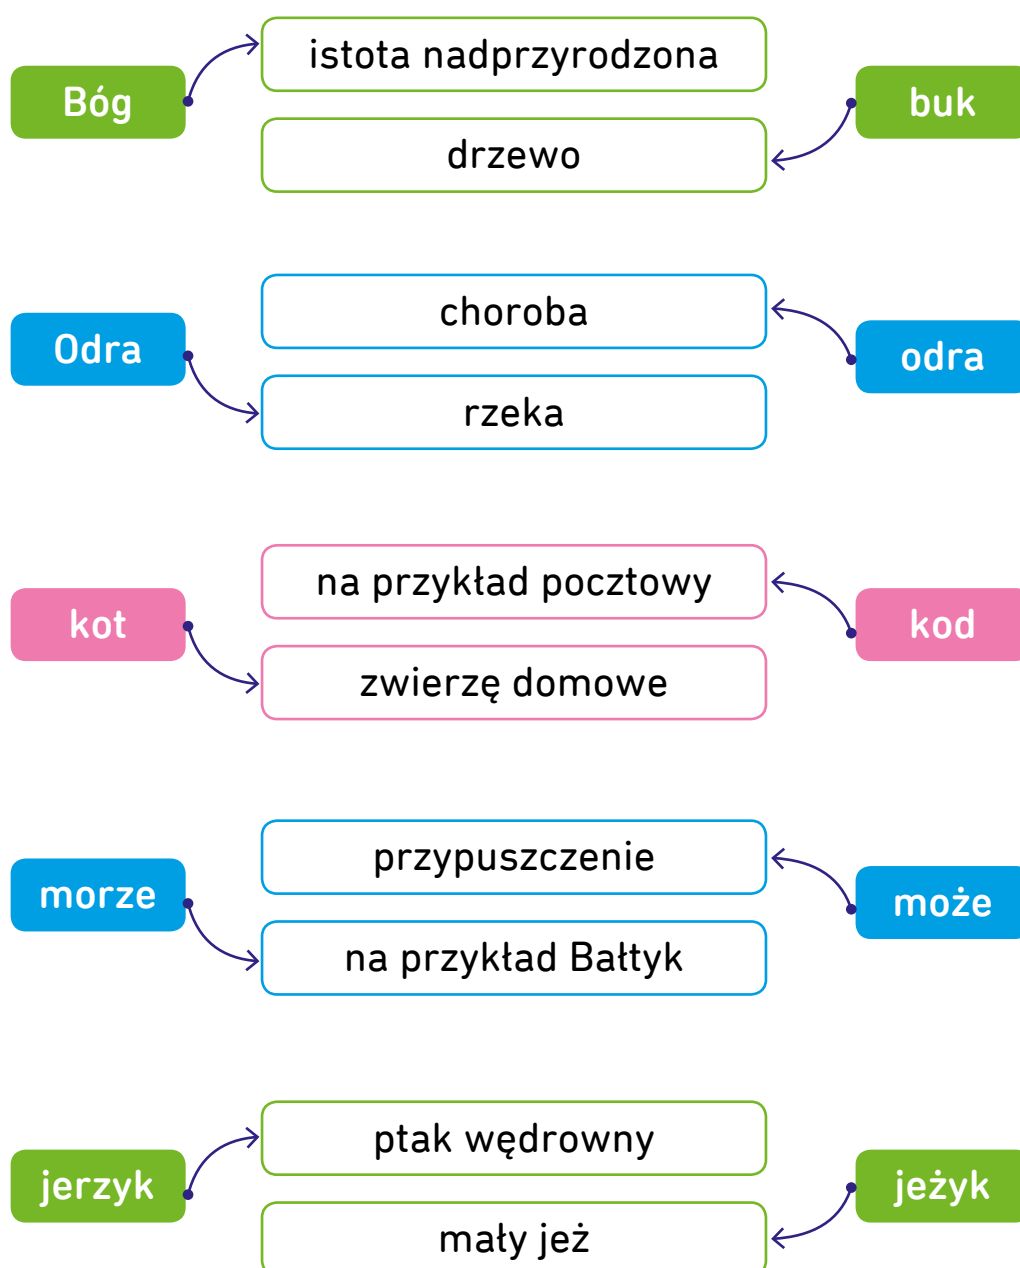 istota nadprzyrodzona
Bóg
buk
drzewo
choroba
Odra
odra
rzeka
na przykład pocztowy
kot
kod
zwierzę domowe
przypuszczenie
morze
może
na przykład Bałtyk
ptak wędrowny
jerzyk
jeżyk
mały jeż